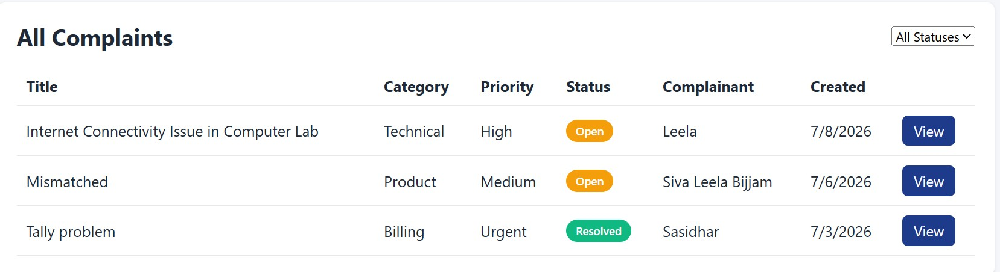 All Complaints
All Statuses
Title Category Priority Status Complainant Created
Internet Connectivity Issue in Computer Lab Technical High Open Leela 7/8/2026 View
Mismatched Product Medium Open Siva Leela Bijjam 7/6/2026 View
Tally problem Billing Urgent Resolved Sasidhar 7/3/2026 View